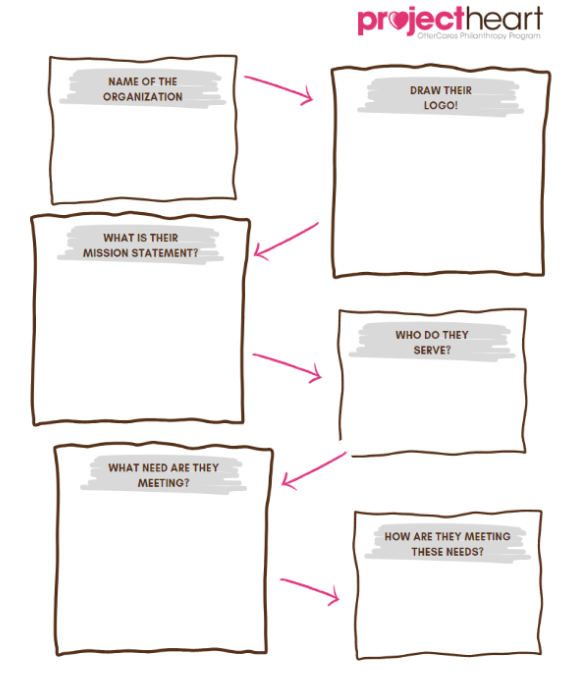 projectheart
OtterCares Philanthropy Program
NAME OF THE
ORGANIZATION
DRAW THEIR
LOGO!
WHAT IS THEIR
MISSION STATEMENT?
WHO DO THEY
SERVE?
WHAT NEED ARE THEY
MEETING?
HOW ARE THEY MEETING
THESE NEEDS?